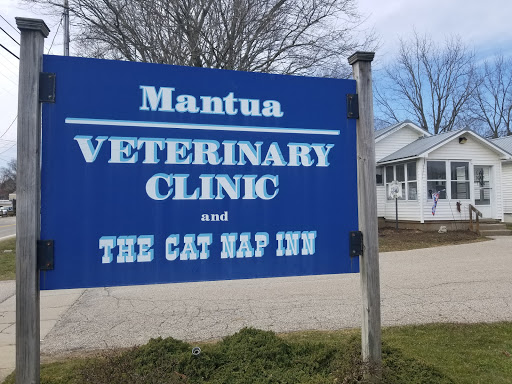 Mantua
VETERINARY
CLINIC
and
THE CAT NAP INN